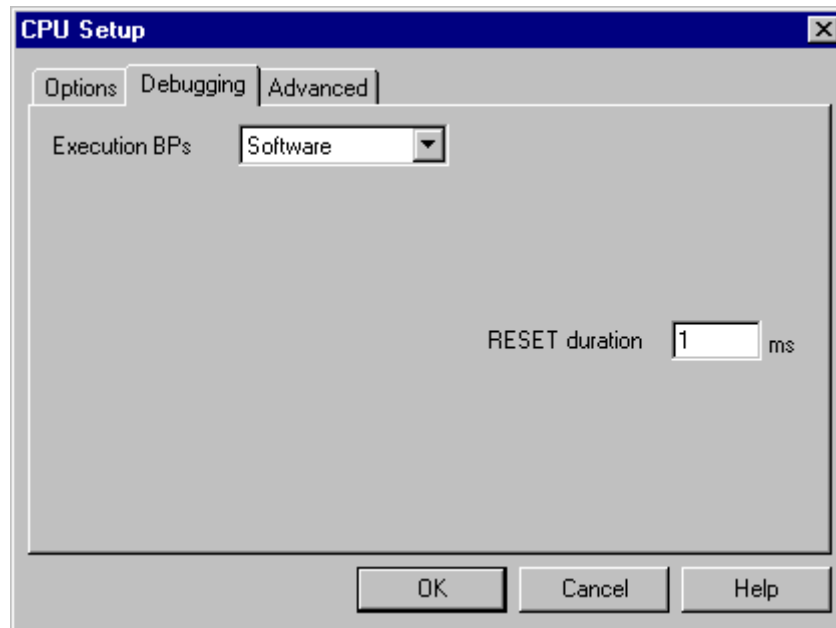 CPU Setup
Options Debugging Advanced
Execution BPs Software
RESET duration 1 ms
OK Cancel Help